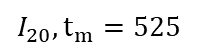 I₂₀, tₘ = 525